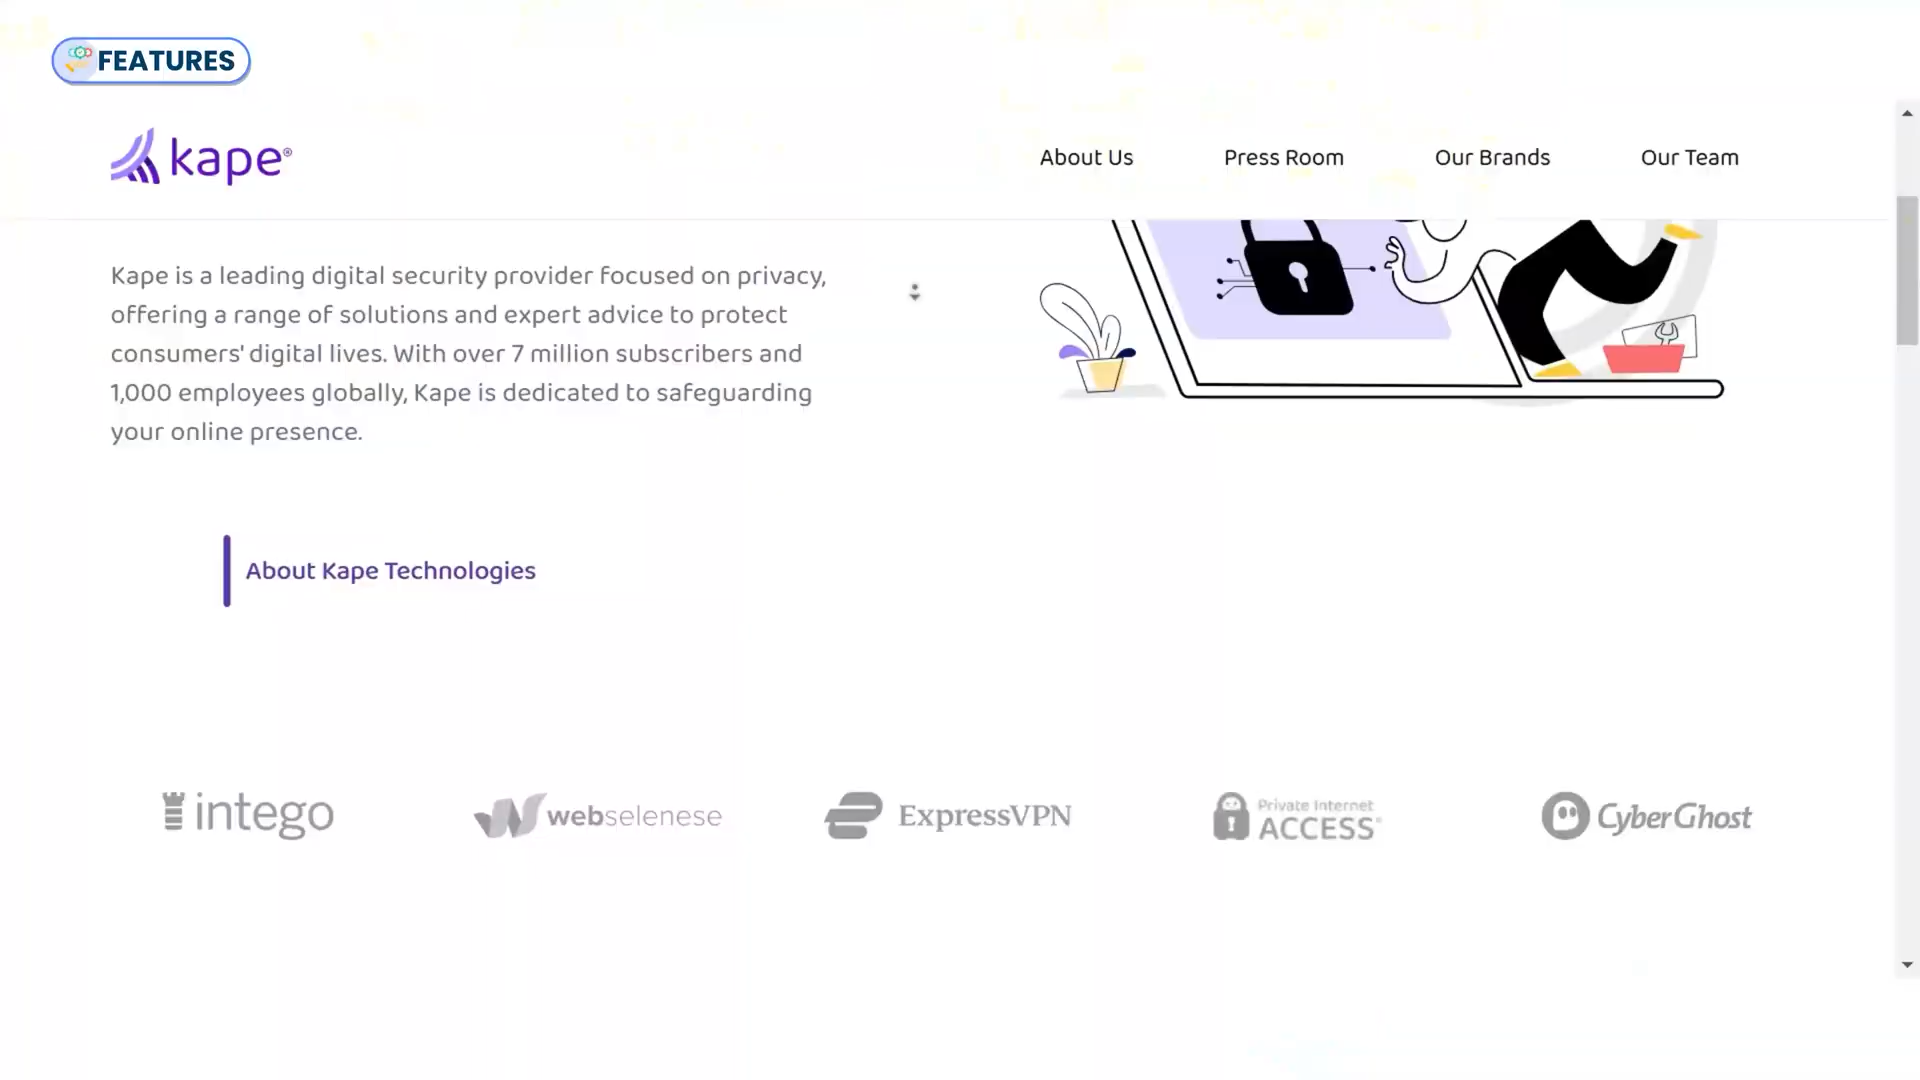 FEATURES
kape®
About Us
Press Room
Our Brands
Our Team
Kape is a leading digital security provider focused on privacy,
offering a range of solutions and expert advice to protect
consumers' digital lives. With over 7 million subscribers and
1,000 employees globally, Kape is dedicated to safeguarding
your online presence.
About Kape Technologies
intego
webselenese
ExpressVPN
Private Internet
ACCESS®
CyberGhost